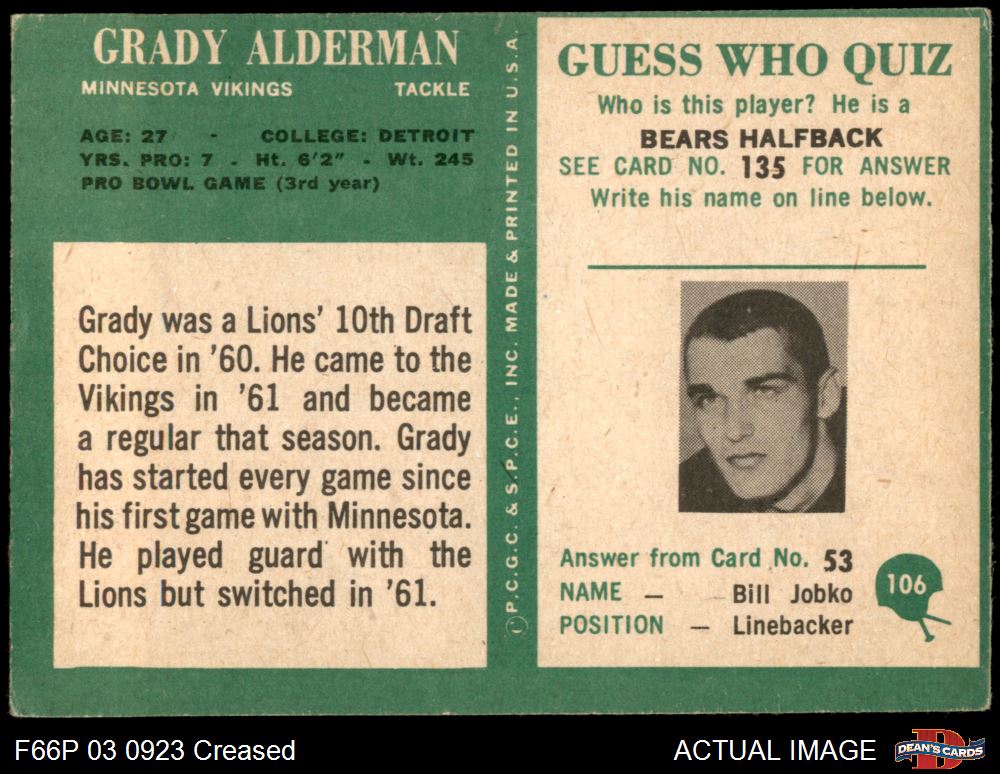 GRADY ALDERMAN
MINNESOTA VIKINGS TACKLE
AGE: 27 - COLLEGE: DETROIT
YRS. PRO: 7 - Ht. 6'2" - Wt. 245
PRO BOWL GAME (3rd year)
Grady was a Lions' 10th Draft
Choice in '60. He came to the
Vikings in '61 and became
a regular that season. Grady
has started every game since
his first game with Minnesota.
He played guard with the
Lions but switched in '61.
Ⓒ P.C.G.C. & S.P.C.E., INC. MADE & PRINTED IN U.S.A.
GUESS WHO QUIZ
Who is this player? He is a
BEARS HALFBACK
SEE CARD NO. 135 FOR ANSWER
Write his name on line below.
Answer from Card No. 53
NAME — Bill Jobko
POSITION — Linebacker
106
F66P 03 0923 Creased
ACTUAL IMAGE
DEAN'S CARDS